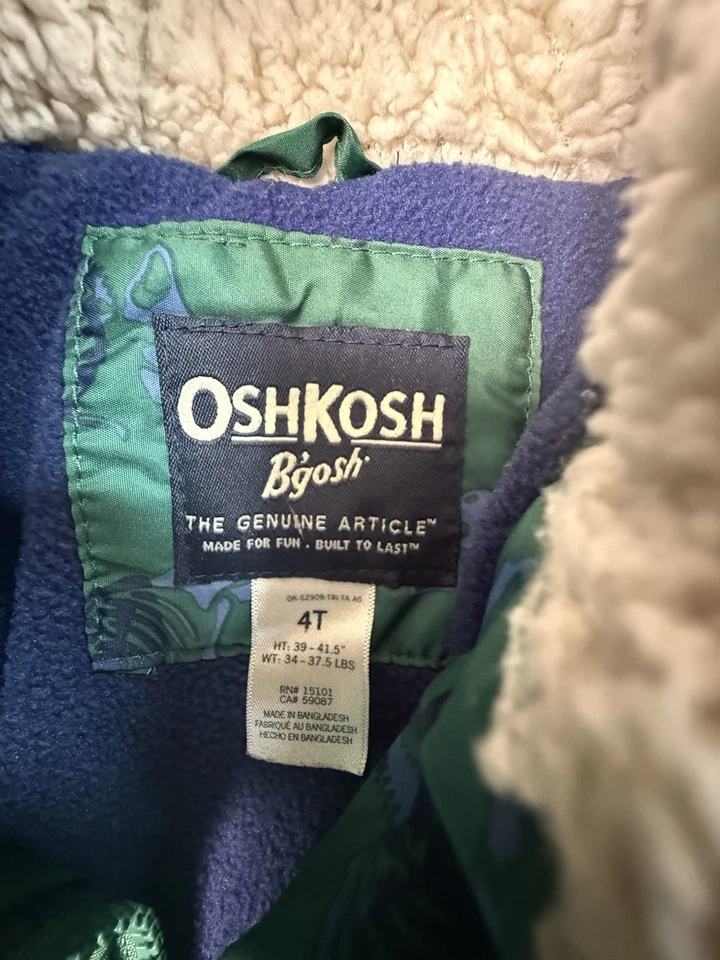 OSHKOSH
B'gosh
THE GENUINE ARTICLE™
MADE FOR FUN . BUILT TO LAST™
4T
HT: 39 - 41.5"
WT: 34 - 37.5 LBS
RN# 15101
CA# 59087
MADE IN BANGLADESH
FABRIQUÉ AU BANGLADESH
HECHO EN BANGLADESH